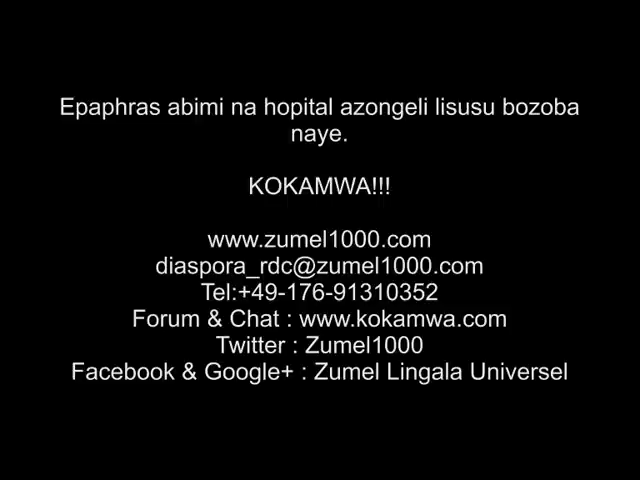 Epaphras abimi na hopital azongeli lisusu bozoba
naye.
KOKAMWA!!!
www.zumel1000.com
diaspora_rdc@zumel1000.com
Tel:+49-176-91310352
Forum & Chat : www.kokamwa.com
Twitter : Zumel1000
Facebook & Google+ : Zumel Lingala Universel